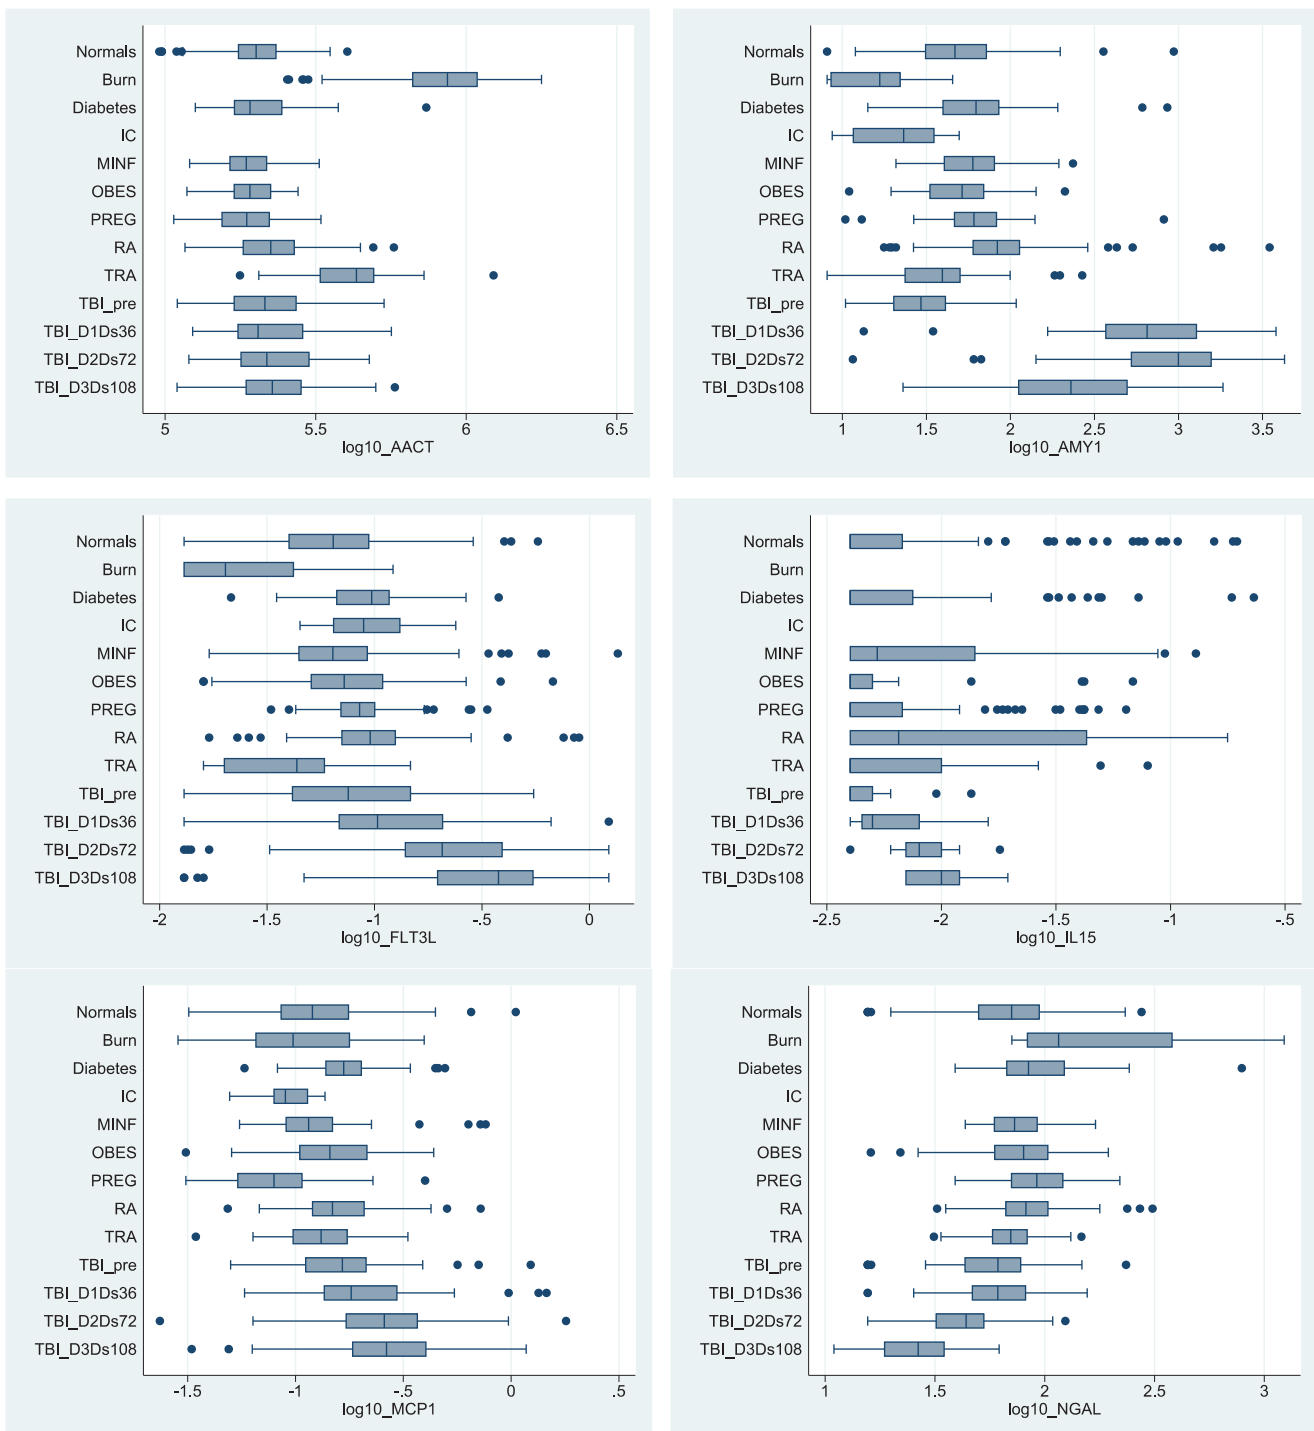 Normals
Burn
Diabetes
IC
MINF
OBES
PREG
RA
TRA
TBI_pre
TBI_D1Ds36
TBI_D2Ds72
TBI_D3Ds108
5 5.5 6 6.5
log10_AACT
Normals
Burn
Diabetes
IC
MINF
OBES
PREG
RA
TRA
TBI_pre
TBI_D1Ds36
TBI_D2Ds72
TBI_D3Ds108
1 1.5 2 2.5 3 3.5
log10_AMY1
Normals
Burn
Diabetes
IC
MINF
OBES
PREG
RA
TRA
TBI_pre
TBI_D1Ds36
TBI_D2Ds72
TBI_D3Ds108
-2 -1.5 -1 -.5 0
log10_FLT3L
Normals
Burn
Diabetes
IC
MINF
OBES
PREG
RA
TRA
TBI_pre
TBI_D1Ds36
TBI_D2Ds72
TBI_D3Ds108
-2.5 -2 -1.5 -1 -.5
log10_IL15
Normals
Burn
Diabetes
IC
MINF
OBES
PREG
RA
TRA
TBI_pre
TBI_D1Ds36
TBI_D2Ds72
TBI_D3Ds108
-1.5 -1 -.5 0 .5
log10_MCP1
Normals
Burn
Diabetes
IC
MINF
OBES
PREG
RA
TRA
TBI_pre
TBI_D1Ds36
TBI_D2Ds72
TBI_D3Ds108
1 1.5 2 2.5 3
log10_NGAL